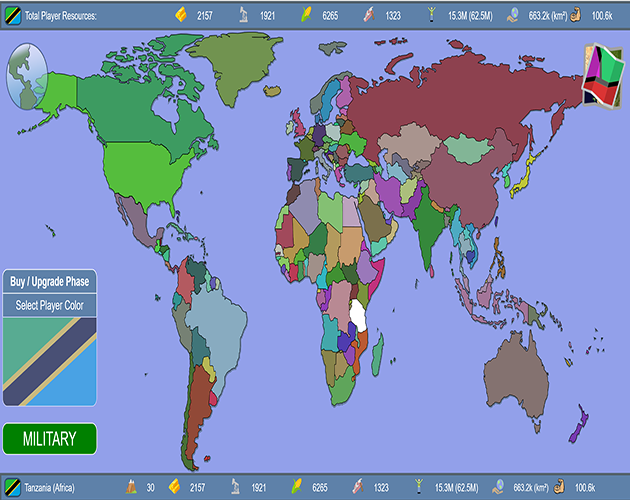 Total Player Resources: 2157 1921 6265 1323 15.3M (62.5M) 663.2k (km²) 100.6k
Buy / Upgrade Phase
Select Player Color
MILITARY
Tanzania (Africa) 30 2157 1921 6265 1323 15.3M (62.5M) 663.2k (km²) 100.6k